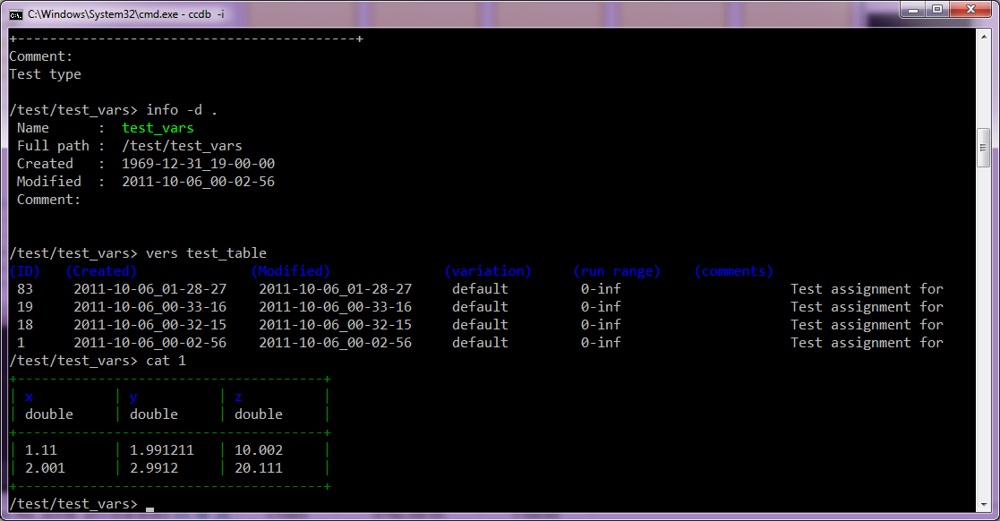 C:\Windows\System32\cmd.exe - ccdb -i
+------------------------------------------+
Comment:
Test type
/test/test_vars> info -d .
Name : test_vars
Full path : /test/test_vars
Created : 1969-12-31_19-00-00
Modified : 2011-10-06_00-02-56
Comment:
/test/test_vars> vers test_table
(ID) (Created) (Modified) (variation) (run range) (comments)
83 2011-10-06_01-28-27 2011-10-06_01-28-27 default 0-inf Test assignment for
19 2011-10-06_00-33-16 2011-10-06_00-33-16 default 0-inf Test assignment for
18 2011-10-06_00-32-15 2011-10-06_00-32-15 default 0-inf Test assignment for
1 2011-10-06_00-02-56 2011-10-06_00-02-56 default 0-inf Test assignment for
/test/test_vars> cat 1
+--------------------------------------+
| x | y | z |
| double | double | double |
+--------------------------------------+
| 1.11 | 1.991211 | 10.002 |
| 2.001 | 2.9912 | 20.111 |
+--------------------------------------+
/test/test_vars> _